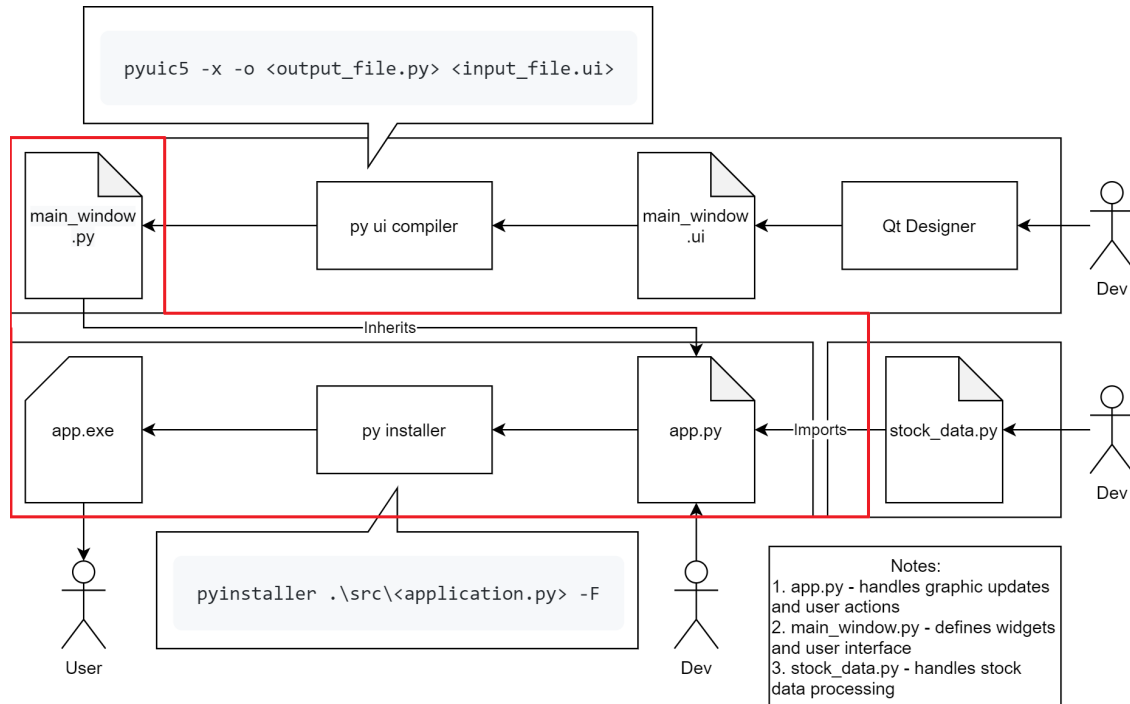 pyuic5 -x -o <output_file.py> <input_file.ui>
main_window
.py
py ui compiler
main_window
.ui
Qt Designer
Dev
Inherits
app.exe
py installer
app.py
Imports
stock_data.py
Dev
pyinstaller .\src\<application.py> -F
User
Dev
Notes:
1. app.py - handles graphic updates
and user actions
2. main_window.py - defines widgets
and user interface
3. stock_data.py - handles stock
data processing